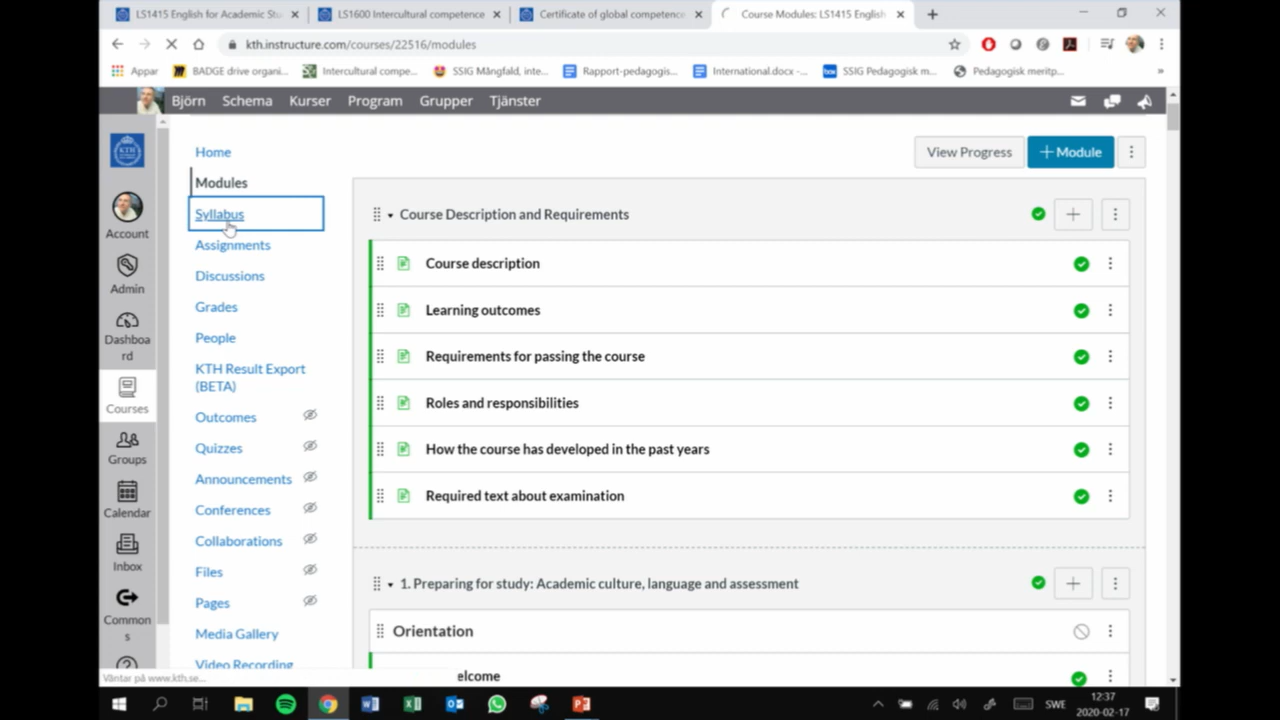 LS1415 English for Academic Stu
LS1600 Intercultural competence
Certificate of global competence
Course Modules: LS1415 English
kth.instructure.com/courses/22516/modules
Appar
BADGE drive organi...
Intercultural compe...
SSIG Mångfald, inte...
Rapport-pedagogis...
International.docx -...
box
SSIG Pedagogisk m...
Pedagogisk meritp...
»
Björn Schema Kurser Program Grupper Tjänster
KTH
Account
Admin
Dashboa
rd
Courses
Groups
Calendar
Inbox
Common
s
Home
Modules
Syllabus
Assignments
Discussions
Grades
People
KTH Result Export
(BETA)
Outcomes
Quizzes
Announcements
Conferences
Collaborations
Files
Pages
Media Gallery
Video Recording
View Progress
+ Module
Course Description and Requirements
Course description
Learning outcomes
Requirements for passing the course
Roles and responsibilities
How the course has developed in the past years
Required text about examination
1. Preparing for study: Academic culture, language and assessment
Orientation
elcome
Väntar på www.kth.se...
SWE
12:37
2020-02-17